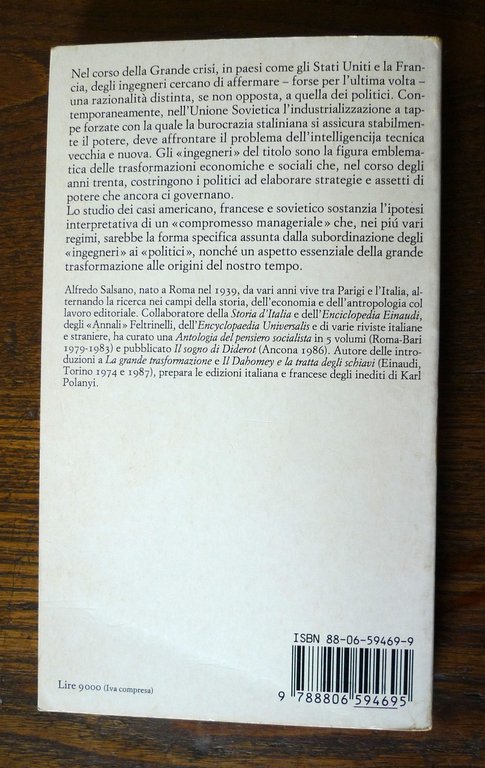 Nel corso della Grande crisi, in paesi come gli Stati Uniti e la Fran-
cia, degli ingegneri cercano di affermare – forse per l'ultima volta –
una razionalità distinta, se non opposta, a quella dei politici. Con-
temporaneamente, nell'Unione Sovietica l'industrializzazione a tap-
pe forzate con la quale la burocrazia staliniana si assicura stabilmen-
te il potere, deve affrontare il problema dell'intelligencija tecnica
vecchia e nuova. Gli «ingegneri» del titolo sono la figura emblema-
tica delle trasformazioni economiche e sociali che, nel corso degli
anni trenta, costringono i politici ad elaborare strategie e assetti di
potere che ancora ci governano.
Lo studio dei casi americano, francese e sovietico sostanzia l'ipotesi
interpretativa di un «compromesso manageriale» che, nei piú vari
regimi, sarebbe la forma specifica assunta dalla subordinazione degli
«ingegneri» ai «politici», nonché un aspetto essenziale della grande
trasformazione alle origini del nostro tempo.
Alfredo Salsano, nato a Roma nel 1939, da vari anni vive tra Parigi e l'Italia, al-
ternando la ricerca nei campi della storia, dell'economia e dell'antropologia col
lavoro editoriale. Collaboratore della Storia d'Italia e dell'Enciclopedia Einaudi,
degli «Annali» Feltrinelli, dell'Encyclopaedia Universalis e di varie riviste italiane
e straniere, ha curato una Antologia del pensiero socialista in 5 volumi (Roma-Bari
1979-1983) e pubblicato Il sogno di Diderot (Ancona 1986). Autore delle intro-
duzioni a La grande trasformazione e Il Dahomey e la tratta degli schiavi (Einaudi,
Torino 1974 e 1987), prepara le edizioni italiana e francese degli inediti di Karl
Polanyi.
ISBN 88-06-59469-9
9 788806 594695
Lire 9000 (Iva compresa)